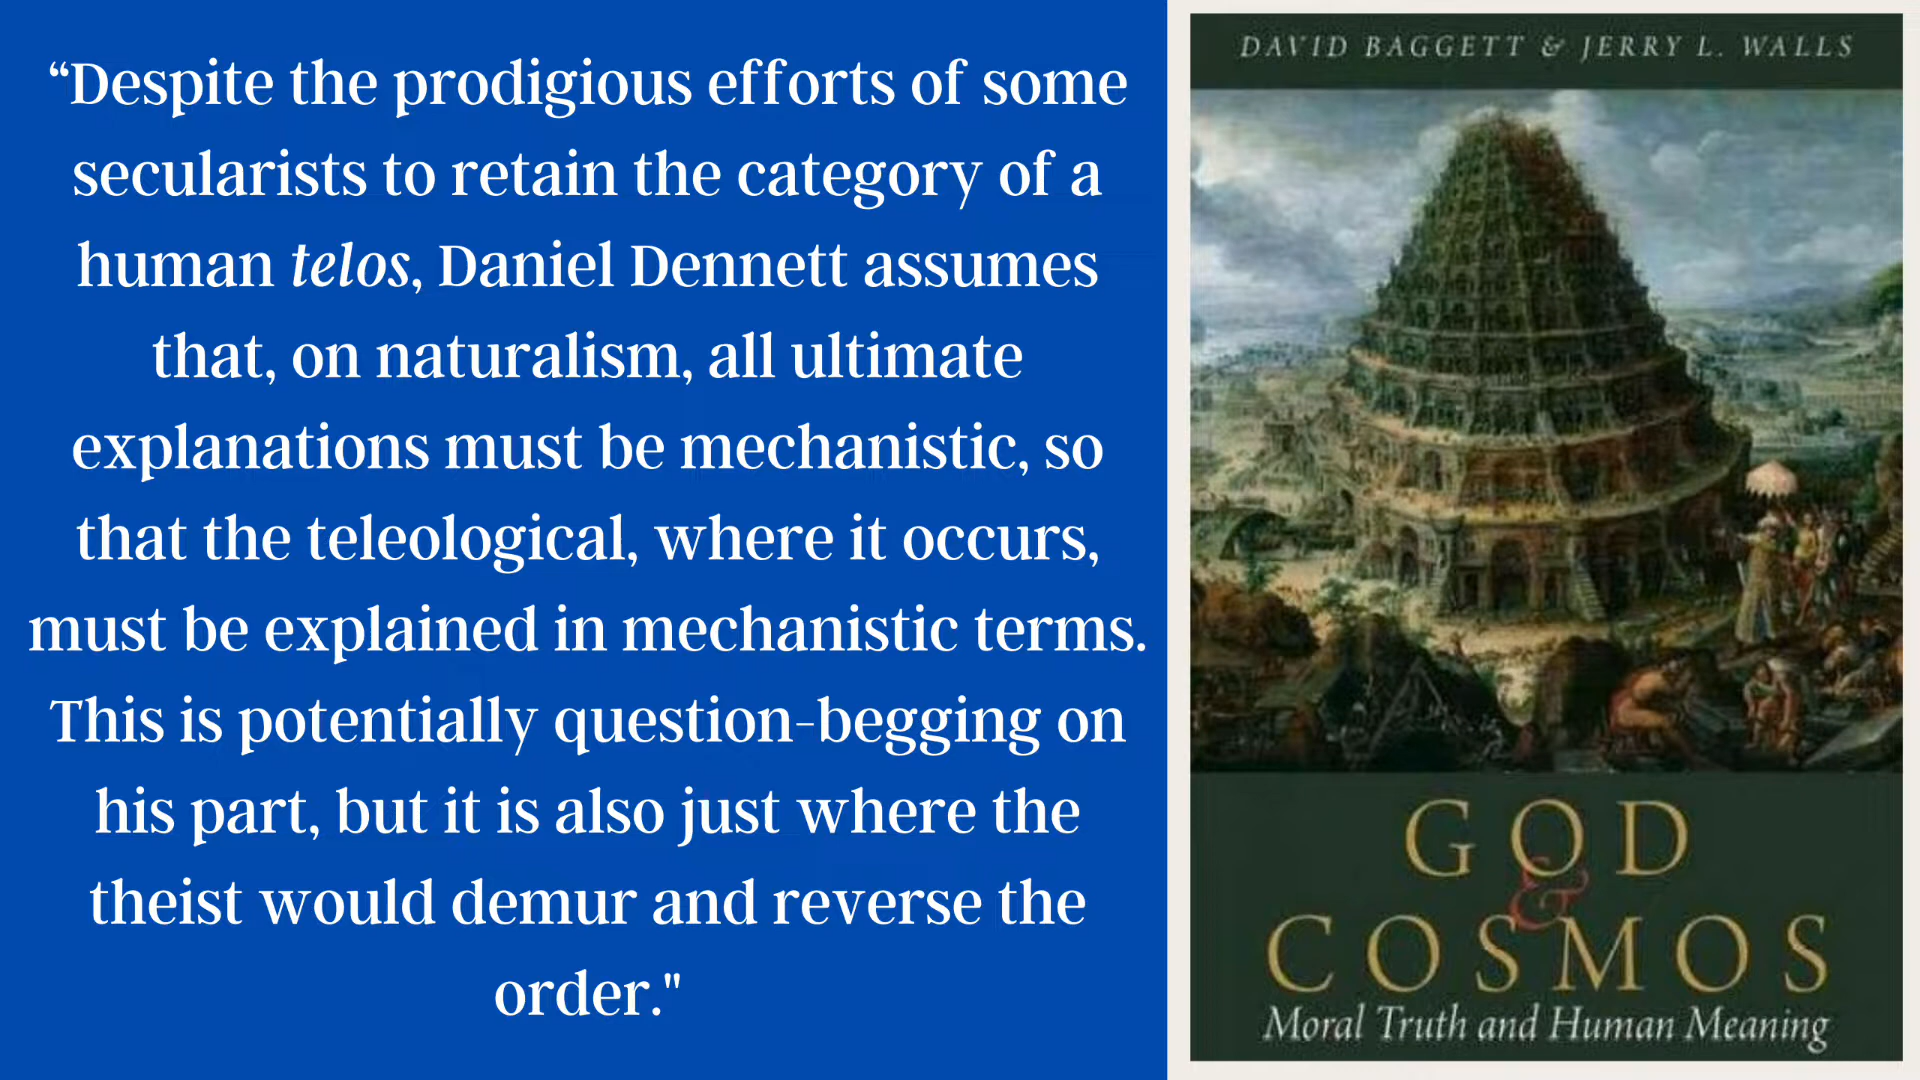 “Despite the prodigious efforts of some
secularists to retain the category of a
human telos, Daniel Dennett assumes
that, on naturalism, all ultimate
explanations must be mechanistic, so
that the teleological, where it occurs,
must be explained in mechanistic terms.
This is potentially question-begging on
his part, but it is also just where the
theist would demur and reverse the
order."
DAVID BAGGETT & JERRY L. WALLS
GOD
&
COSMOS
Moral Truth and Human Meaning